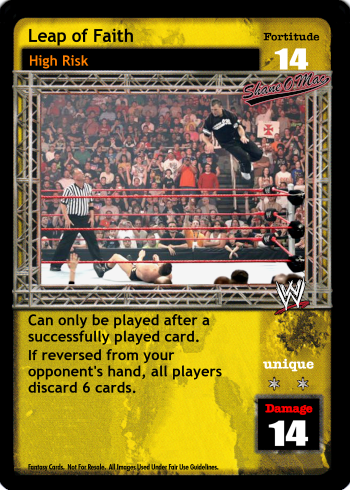 Leap of Faith
Fortitude
High Risk
14
Shane O Mac
Can only be played after a
successfully played card.
If reversed from your
opponent's hand, all players
discard 6 cards.
unique
Damage
14
Fantasy Cards. Not For Resale. All Images Used Under Fair Use Guidelines.